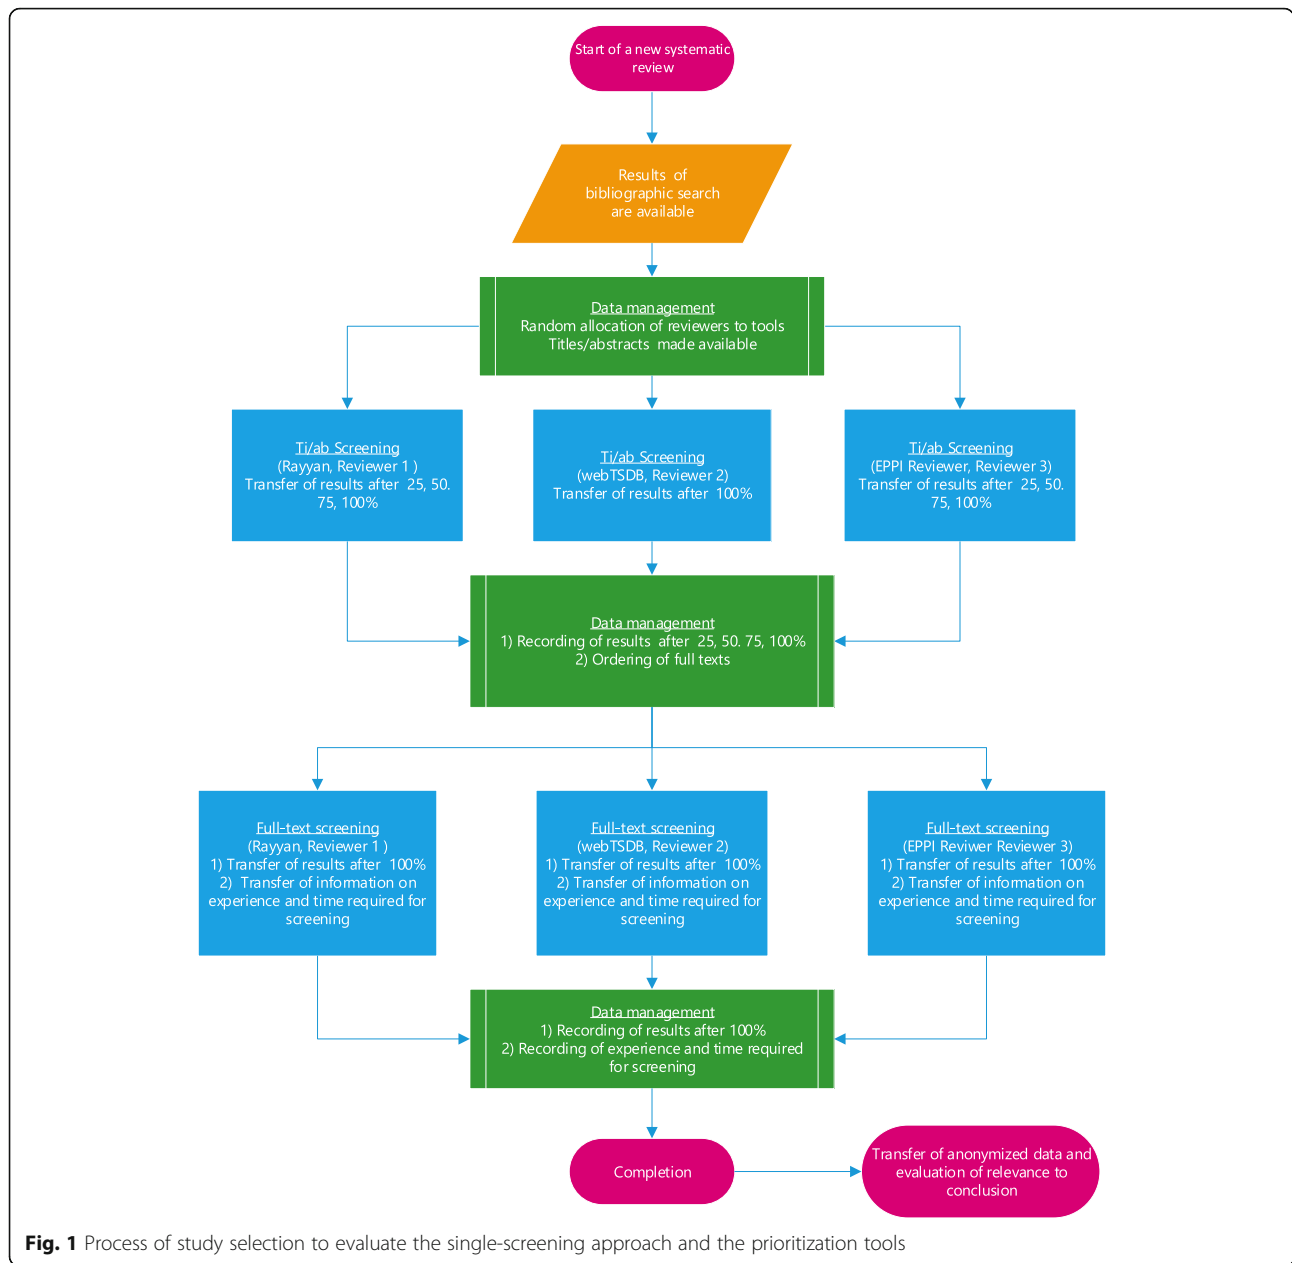 Start of a new systematic
review
Results of
bibliographic search
are available
Data management
Random allocation of reviewers to tools
Titles/abstracts made available
Ti/ab Screening
(Rayyan, Reviewer 1 )
Transfer of results after 25, 50.
75, 100%
Ti/ab Screening
(webTSDB, Reviewer 2)
Transfer of results after 100%
Ti/ab Screening
(EPPI Reviewer, Reviewer 3)
Transfer of results after 25, 50.
75, 100%
Data management
1) Recording of results after 25, 50. 75, 100%
2) Ordering of full texts
Full-text screening
(Rayyan, Reviewer 1 )
1) Transfer of results after 100%
2) Transfer of information on
experience and time required for
screening
Full-text screening
(webTSDB, Reviewer 2)
1) Transfer of results after 100%
2) Transfer of information on
experience and time required for
screening
Full-text screening
(EPPI Reviwer Reviewer 3)
1) Transfer of results after 100%
2) Transfer of information on
experience and time required for
screening
Data management
1) Recording of results after 100%
2) Recording of experience and time required
for screening
Completion
Transfer of anonymized data and
evaluation of relevance to
conclusion
Fig. 1 Process of study selection to evaluate the single-screening approach and the prioritization tools